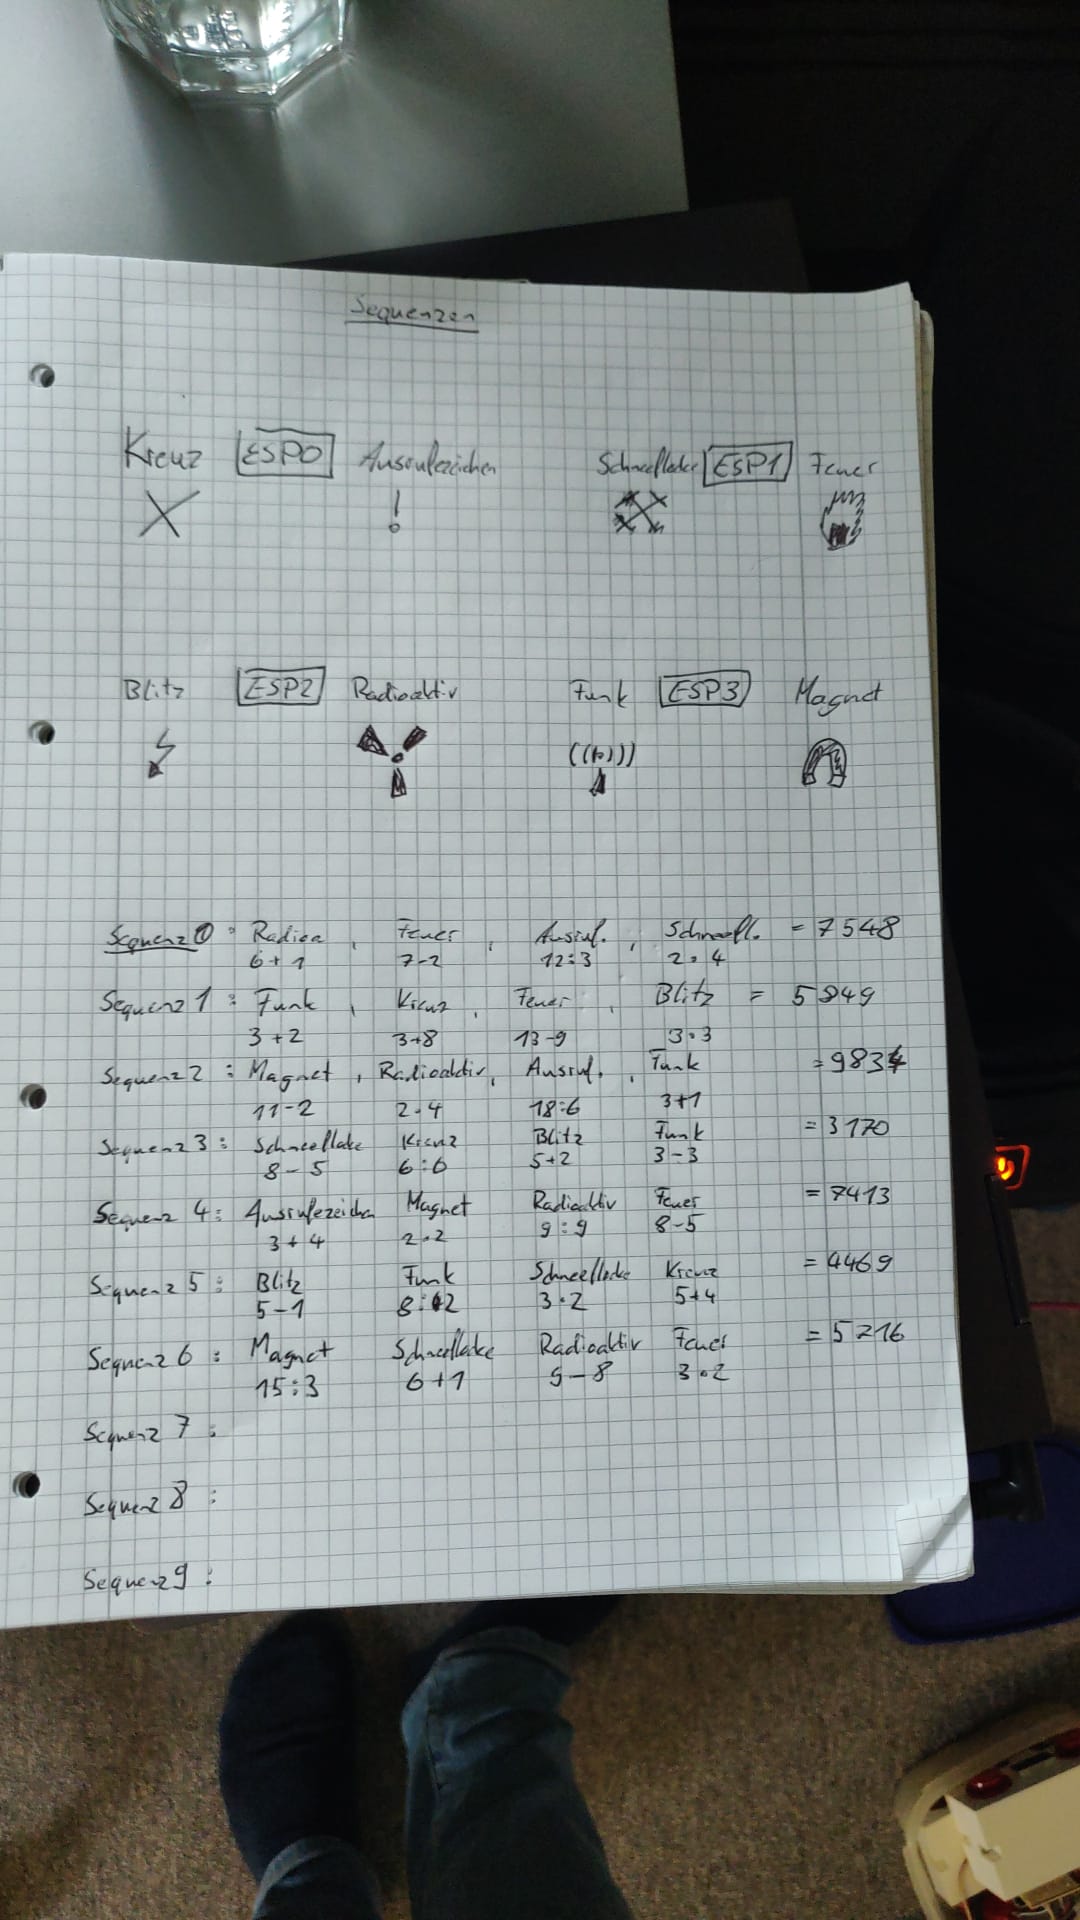 Sequenzen
Kreuz ESP0 Ausrufezeichen Schneeflocke ESP1 Feuer
Blitz ESP2 Radioaktiv Funk ESP3 Magnet
Sequenz 0 : Radioa , Feuer , Ausruf. , Schneefl. = 7548
6+1 7-2 12:3 2·4
Sequenz 1 : Funk , Kreuz , Feuer , Blitz = 5949
3+2 13-9 3·3
Sequenz 2 : Magnet , Radioaktiv, Ausruf. , Funk = 9834
11-2 2·4 18:6 3+1
Sequenz 3 : Schneeflocke Kreuz Blitz Funk = 3170
8-5 6:6 5+2 3-3
Sequenz 4 : Ausrufezeichen Magnet Radioaktiv Feuer = 7413
3+4 2·2 9:9 8-5
Sequenz 5 : Blitz Funk Schneeflocke Kreuz = 4469
5-1 3·2 5+4
Sequenz 6 : Magnet Schneeflocke Radioaktiv Feuer = 5716
15:3 6+1 9-8 3·2
Sequenz 7 :
Sequenz 8 :
Sequenz 9 :